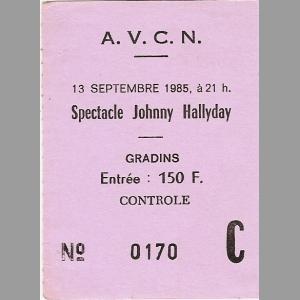 A. V. C. N.
13 SEPTEMBRE 1985, à 21 h.
Spectacle Johnny Hallyday
GRADINS
Entrée : 150 F.
CONTROLE
Nº 0170 C